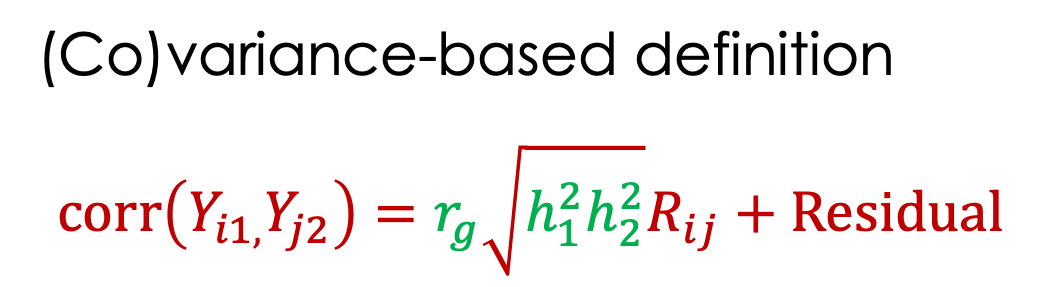 (Co)variance-based definition
corr(Y_{i1,}Y_{j2}) = r_g √(h_1^2 h_2^2) R_{ij} + Residual